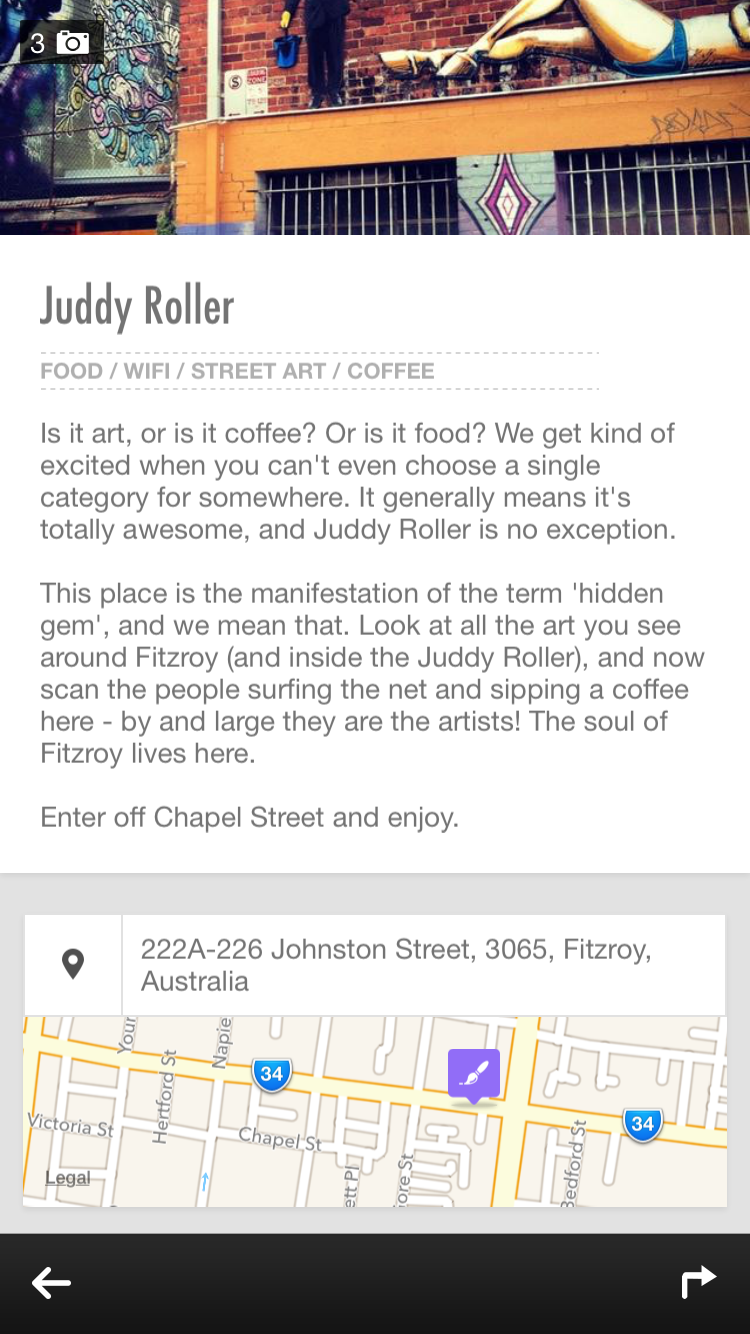 3
S
ZONE
Juddy Roller
FOOD / WIFI / STREET ART / COFFEE
Is it art, or is it coffee? Or is it food? We get kind of
excited when you can't even choose a single
category for somewhere. It generally means it's
totally awesome, and Juddy Roller is no exception.
This place is the manifestation of the term 'hidden
gem', and we mean that. Look at all the art you see
around Fitzroy (and inside the Juddy Roller), and now
scan the people surfing the net and sipping a coffee
here - by and large they are the artists! The soul of
Fitzroy lives here.
Enter off Chapel Street and enjoy.
222A-226 Johnston Street, 3065, Fitzroy,
Australia
Your
Napie
Hertford St
34
34
Victoria St
Chapel St
ett Pl
ore St
Bedford St
Legal